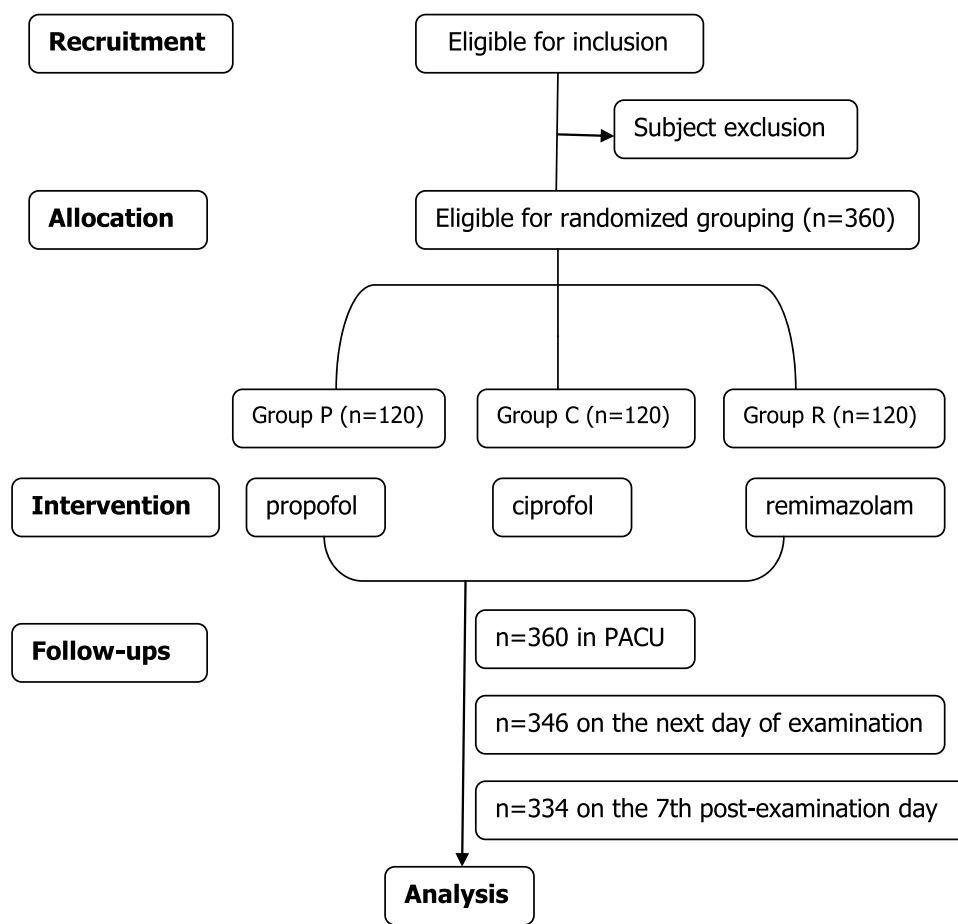 Recruitment
Eligible for inclusion
Subject exclusion
Allocation
Eligible for randomized grouping (n=360)
Group P (n=120)
Group C (n=120)
Group R (n=120)
Intervention
propofol
ciprofol
remimazolam
Follow-ups
n=360 in PACU
n=346 on the next day of examination
n=334 on the 7th post-examination day
Analysis